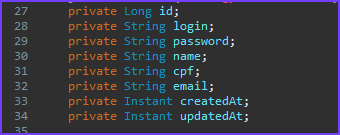 27 private Long id;
28 private String login;
29 private String password;
30 private String name;
31 private String cpf;
32 private String email;
33 private Instant createdAt;
34 private Instant updatedAt;
35